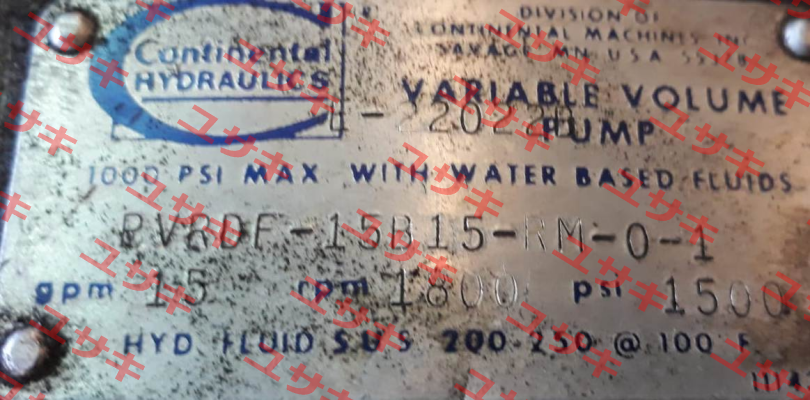 DIVISION OF
CONTINENTAL MACHINES INC
SAVAGE MN USA
Continental
HYDRAULICS
VARIABLE VOLUME
PUMP
1000 PSI MAX WITH WATER BASED FLUIDS
PVRDF-15B15-RM-0-1
gpm 15 rpm 1800 psi 1500
HYD FLUID SUS 200-250 @ 100 F
ユサキ